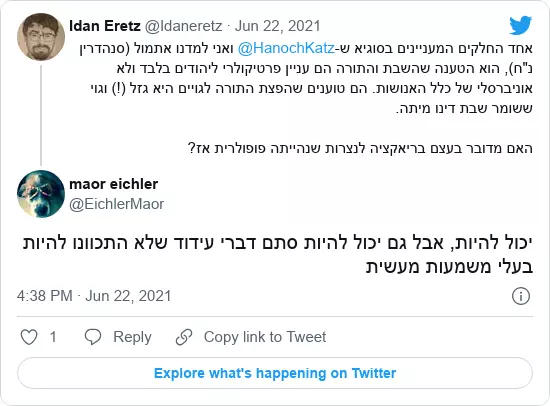 Idan Eretz @Idaneretz · Jun 22, 2021
אחד החלקים המעניינים בסוגיא ש-@HanochKatz ואני למדנו אתמול (סנהדרין
נ"ח), הוא הטענה שהשבת והתורה הם עניין פרטיקולרי ליהודים בלבד ולא
אוניברסלי של כלל האנושות. הם טוענים שהפצת התורה לגויים היא גזל (!) וגוי
ששומר שבת דינו מיתה.
האם מדובר בעצם בריאקציה לנצרות שנהייתה פופולרית אז?
maor eichler
@EichlerMaor
יכול להיות, אבל גם יכול להיות סתם דברי עידוד שלא התכוונו להיות
בעלי משמעות מעשית
4:38 PM · Jun 22, 2021
1 Reply Copy link to Tweet
Explore what's happening on Twitter